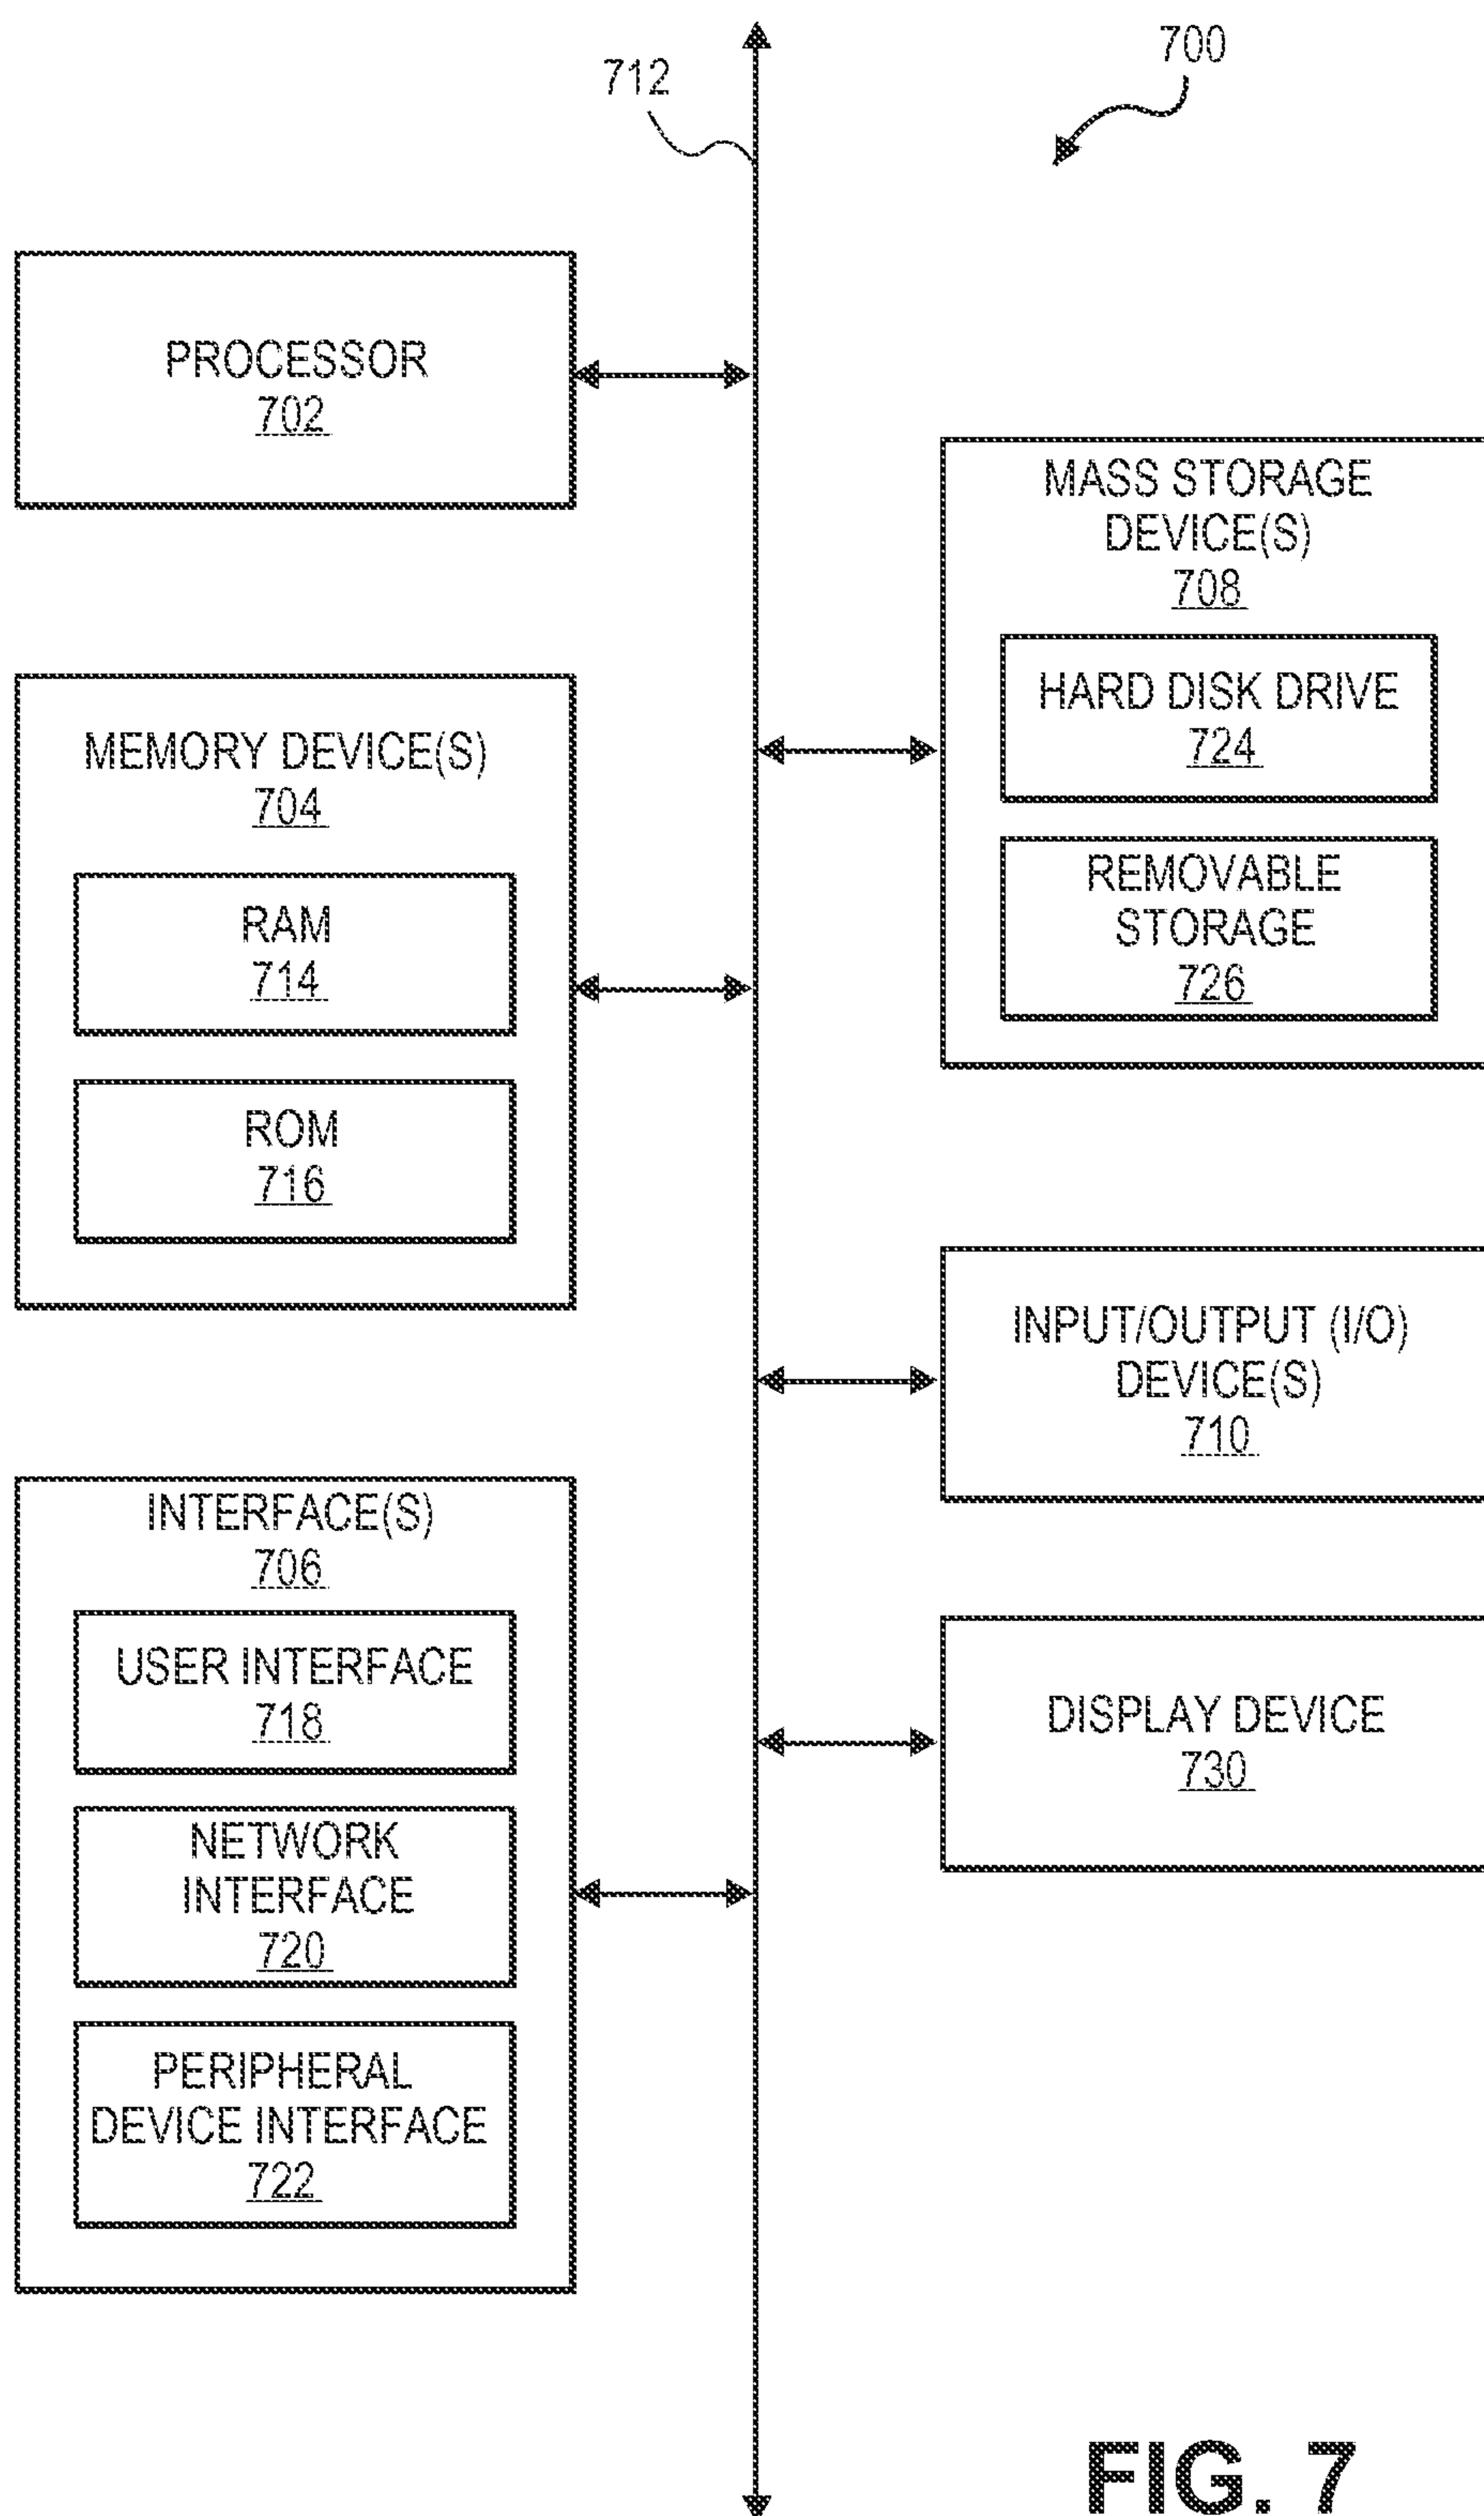 700
712
PROCESSOR
702
MASS STORAGE
DEVICE(S)
708
HARD DISK DRIVE
724
REMOVABLE
STORAGE
726
MEMORY DEVICE(S)
704
RAM
714
ROM
716
INPUT/OUTPUT (I/O)
DEVICE(S)
710
INTERFACE(S)
706
USER INTERFACE
718
NETWORK
INTERFACE
720
PERIPHERAL
DEVICE INTERFACE
722
DISPLAY DEVICE
730
FIG. 7